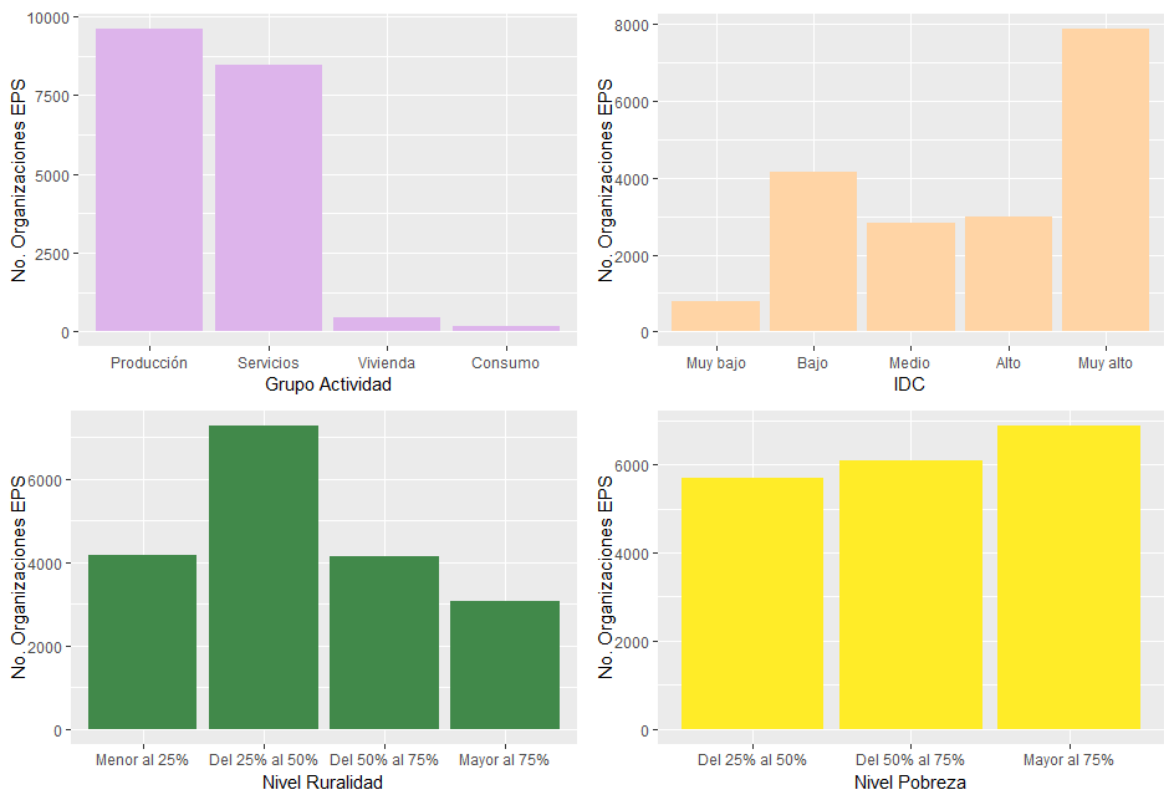 No. Organizaciones EPS
10000
7500
5000
2500
0
Producción Servicios Vivienda Consumo
Grupo Actividad
No. Organizaciones EPS
8000
6000
4000
2000
0
Muy bajo Bajo Medio Alto Muy alto
IDC
No. Organizaciones EPS
6000
4000
2000
0
Menor al 25% Del 25% al 50% Del 50% al 75% Mayor al 75%
Nivel Ruralidad
No. Organizaciones EPS
6000
4000
2000
0
Del 25% al 50% Del 50% al 75% Mayor al 75%
Nivel Pobreza